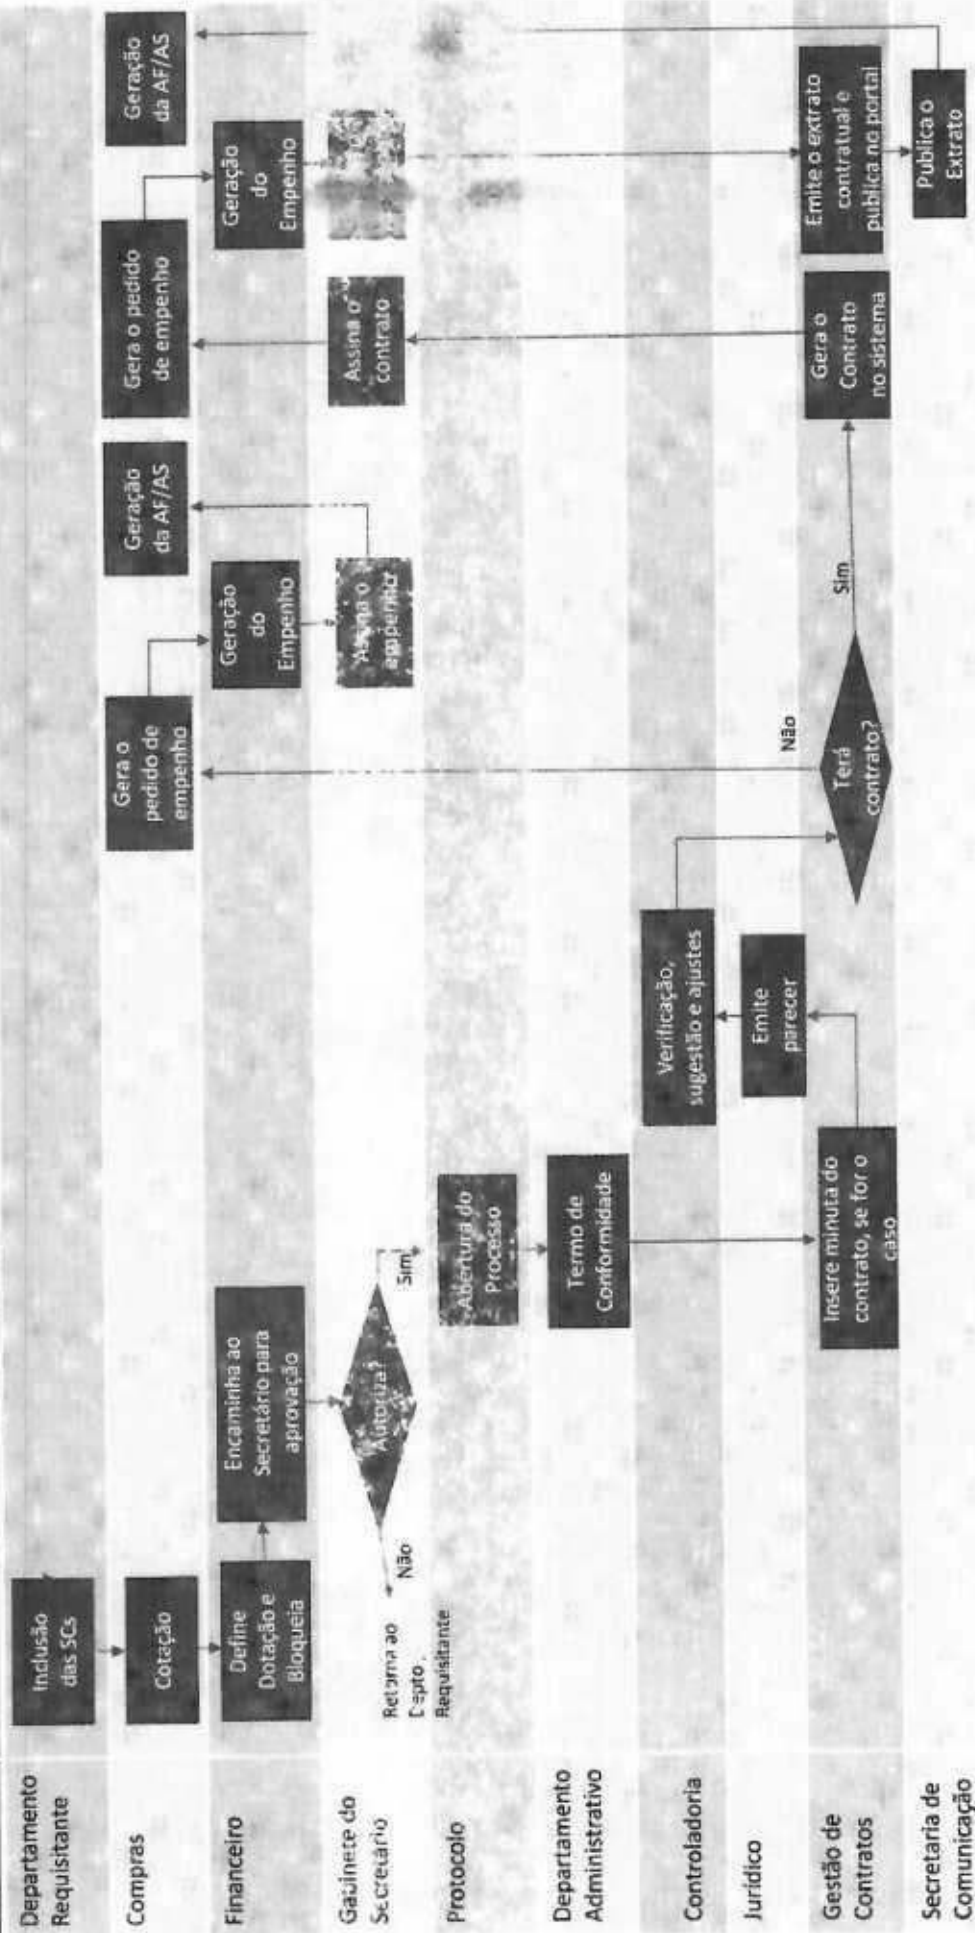 Departamento
Requisitante
Inclusão
das SCs
Compras
Cotação
Gera o
pedido de
empenho
Geração
da AF/AS
Gera o pedido
de empenho
Geração
da AF/AS
Financeiro
Define
Dotação e
Bloqueia
Encaminha ao
Secretário para
aprovação
Geração
do
Empenho
Geração
do
Empenho
Gabinete do
Secretário
Retorna ao
Depto.
Requisitante
Não
Autoriza?
Sim
Assina o
empenho
Assina o
contrato
Protocolo
Abertura do
Processo
Departamento
Administrativo
Termo de
Conformidade
Controladoria
Verificação,
sugestão e ajustes
Jurídico
Emite
parecer
Gestão de
Contratos
Insere minuta do
contrato, se for o
caso
Terá
contrato?
Não
Sim
Gera o
Contrato
no sistema
Emite o extrato
contratual e
publica no portal
Secretaria de
Comunicação
Publica o
Extrato